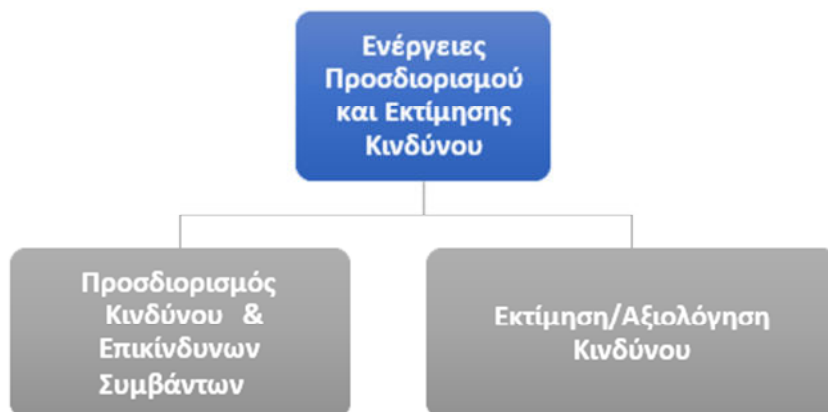 Ενέργειες
Προσδιορισμού
και Εκτίμησης
Κινδύνου
Προσδιορισμός
Κινδύνου &
Επικίνδυνων
Συμβάντων
Εκτίμηση/Αξιολόγηση
Κινδύνου